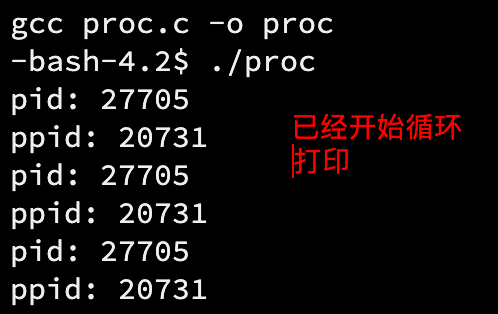 gcc proc.c -o proc
-bash-4.2$ ./proc
pid: 27705
ppid: 20731
已经开始循环
打印
pid: 27705
ppid: 20731
pid: 27705
ppid: 20731